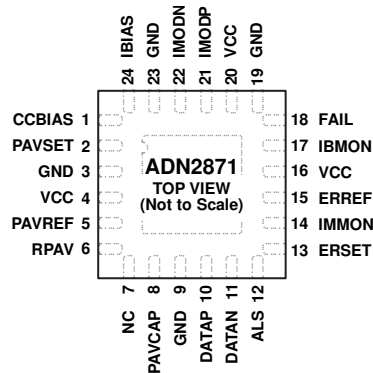 24 IBIAS
23 GND
22 IMODN
21 IMODP
20 VCC
19 GND
CCBIAS 1
PAVSET 2
GND 3
VCC 4
PAVREF 5
RPAV 6
ADN2871
TOP VIEW
(Not to Scale)
18 FAIL
17 IBMON
16 VCC
15 ERREF
14 IMMON
13 ERSET
NC 7
PAVCAP 8
GND 9
DATAP 10
DATAN 11
ALS 12